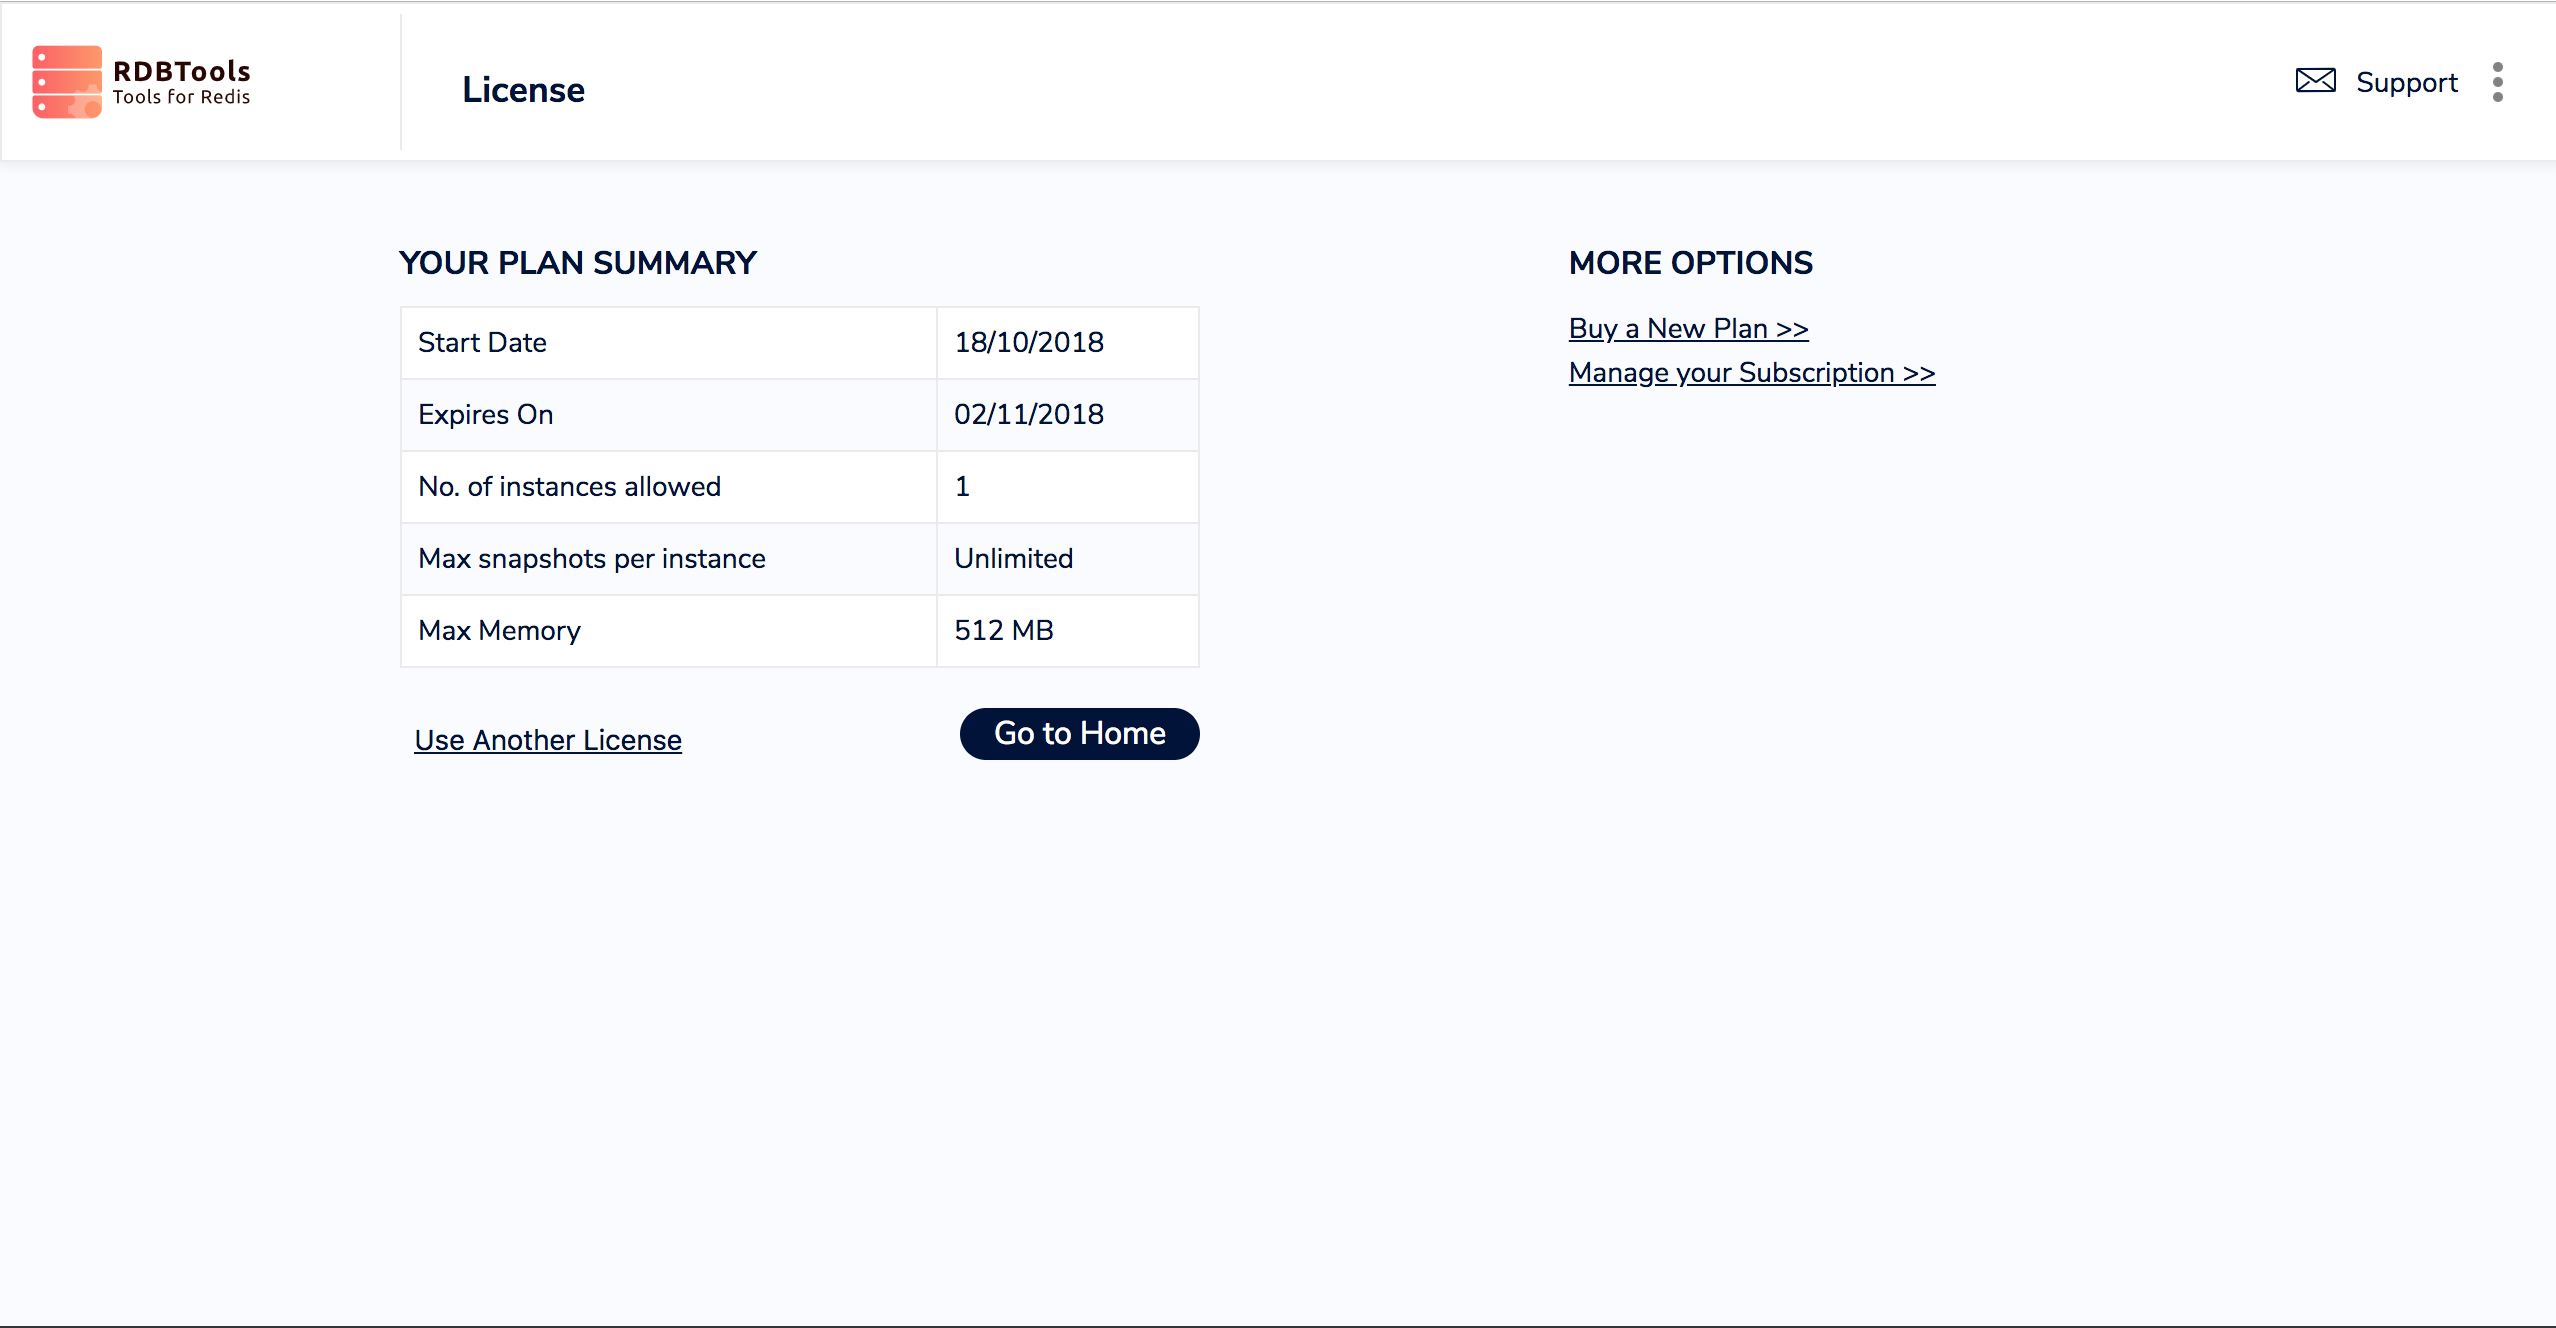 RDBTools
Tools for Redis
License
Support
YOUR PLAN SUMMARY
Start Date 18/10/2018
Expires On 02/11/2018
No. of instances allowed 1
Max snapshots per instance Unlimited
Max Memory 512 MB
Use Another License
Go to Home
MORE OPTIONS
Buy a New Plan >>
Manage your Subscription >>